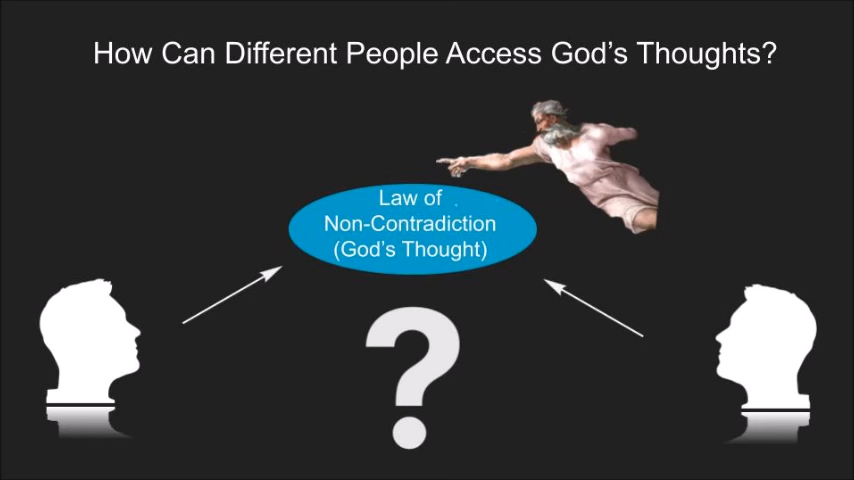 How Can Different People Access God’s Thoughts?
Law of
Non-Contradiction
(God’s Thought)
?